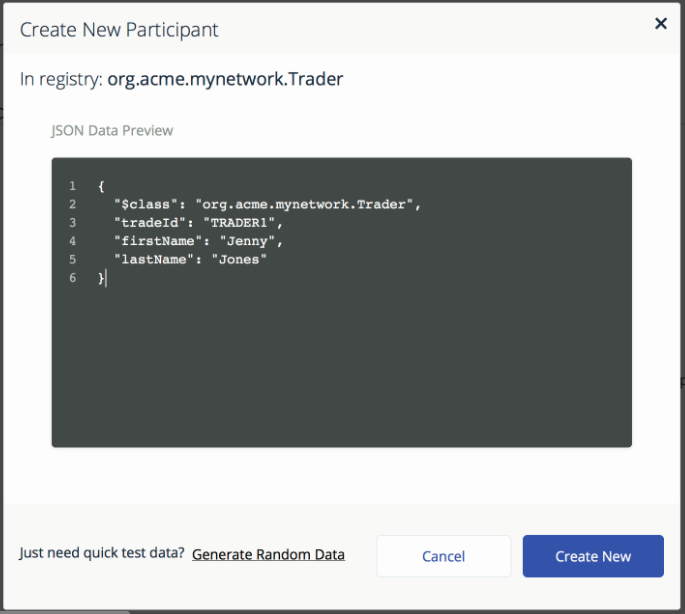 Create New Participant
In registry: org.acme.mynetwork.Trader
JSON Data Preview
1 {
2 "$class": "org.acme.mynetwork.Trader",
3 "tradeId": "TRADER1",
4 "firstName": "Jenny",
5 "lastName": "Jones"
6 }
Just need quick test data? Generate Random Data
Cancel
Create New